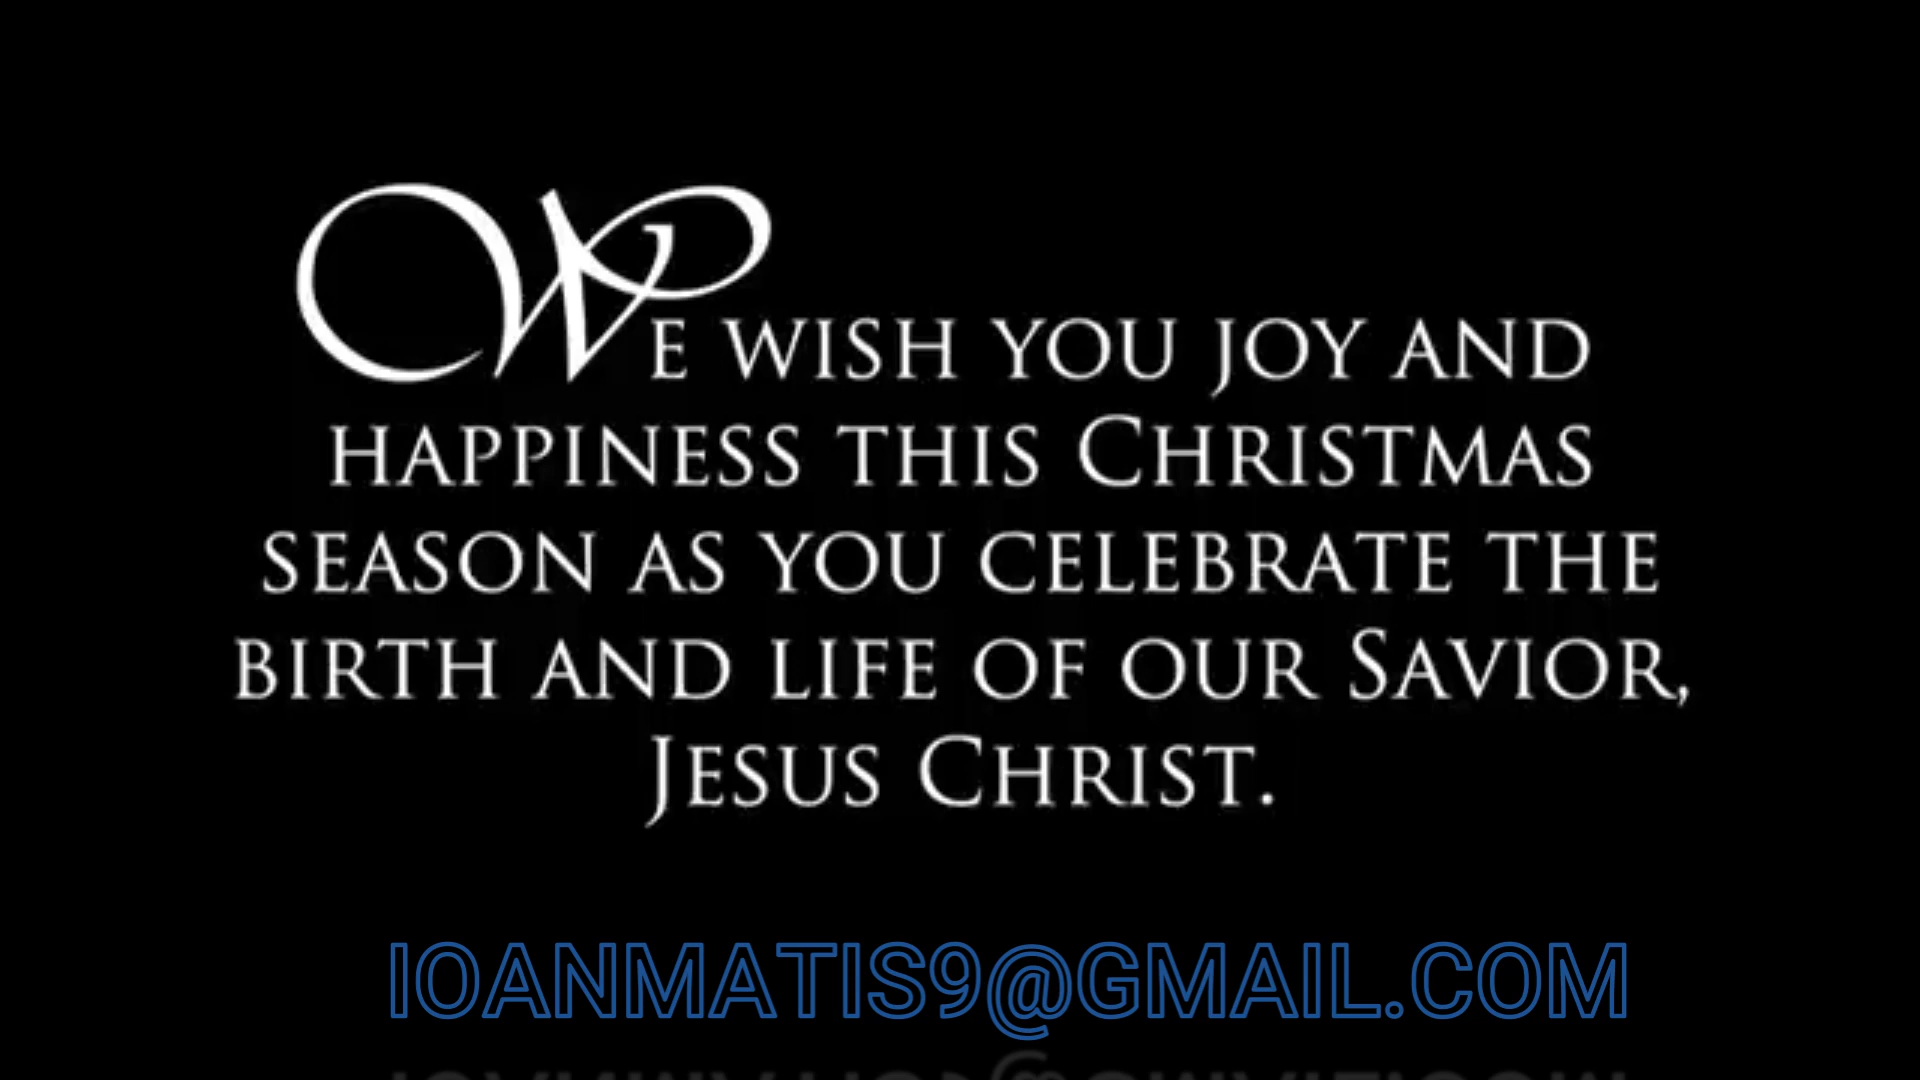 We wish you joy and
happiness this Christmas
season as you celebrate the
birth and life of our Savior,
Jesus Christ.
IOANMATIS9@GMAIL.COM